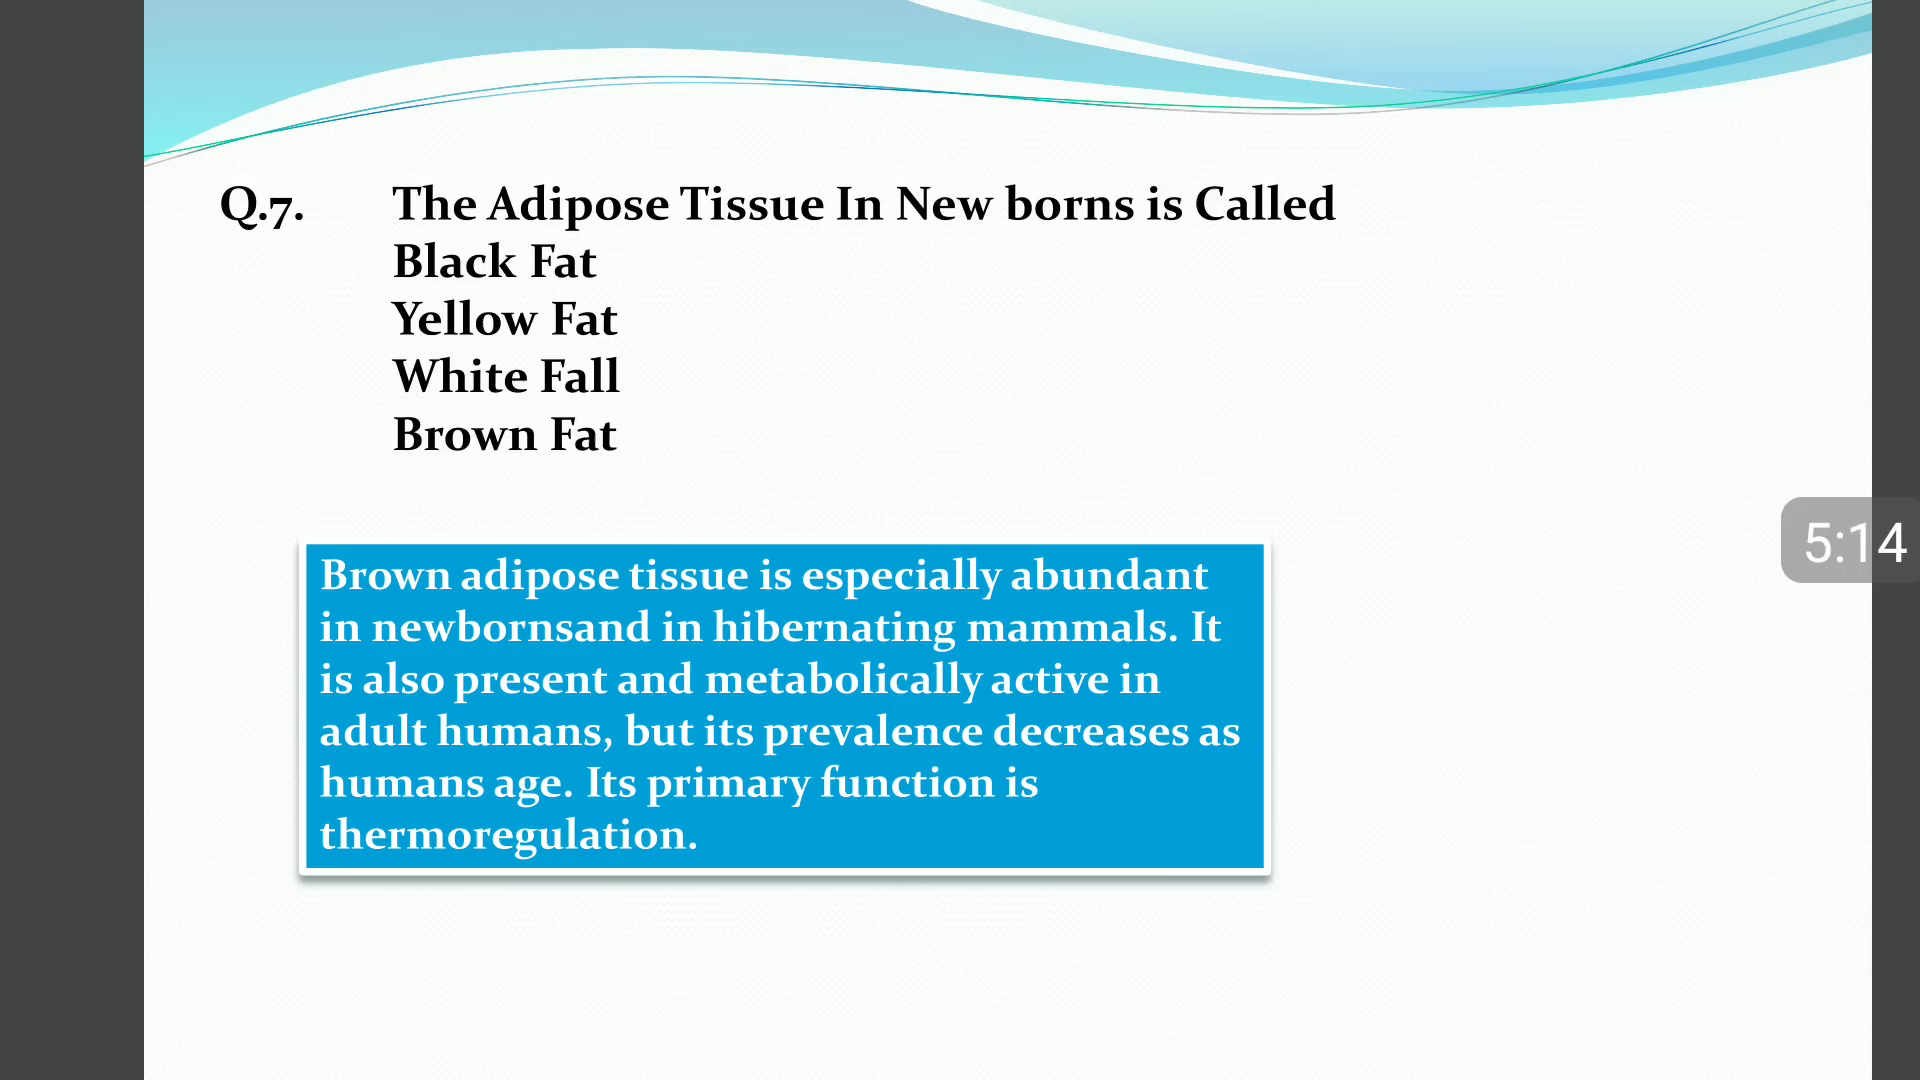 Q.7. The Adipose Tissue In New borns is Called
Black Fat
Yellow Fat
White Fall
Brown Fat
Brown adipose tissue is especially abundant
in newbornsand in hibernating mammals. It
is also present and metabolically active in
adult humans, but its prevalence decreases as
humans age. Its primary function is
thermoregulation.
5:14